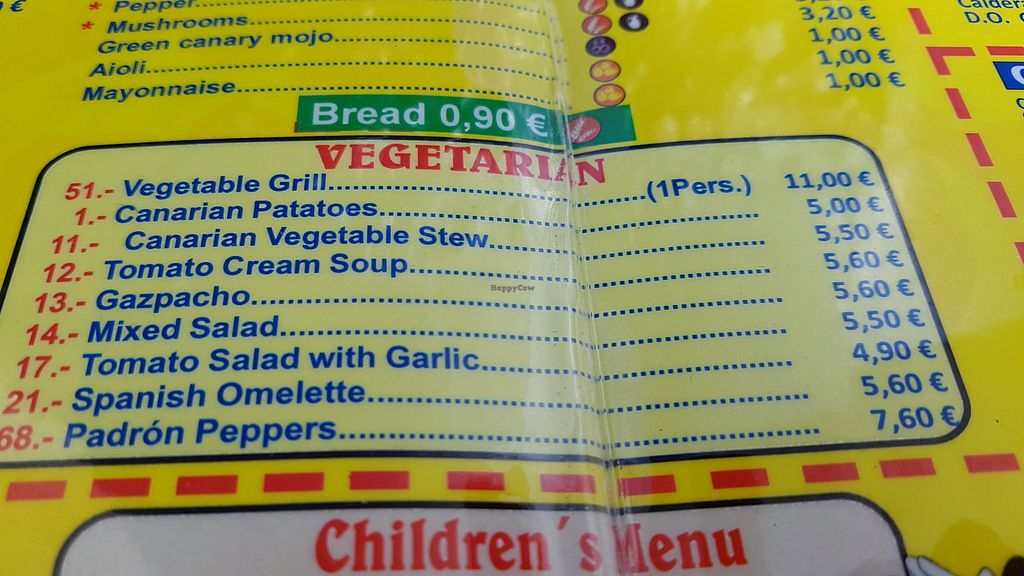 €
* Pepper
* Mushrooms 3,20 €
Green canary mojo 1,00 €
Aioli 1,00 €
Mayonnaise 1,00 €
D.O.
Bread 0,90 €
VEGETARIAN
51.- Vegetable Grill (1Pers.) 11,00 €
1.- Canarian Patatoes 5,00 €
11.- Canarian Vegetable Stew 5,50 €
12.- Tomato Cream Soup 5,60 €
13.- Gazpacho 5,60 €
14.- Mixed Salad 5,50 €
17.- Tomato Salad with Garlic 4,90 €
21.- Spanish Omelette 5,60 €
68.- Padrón Peppers 7,60 €
Children´s Menu
HappyCow